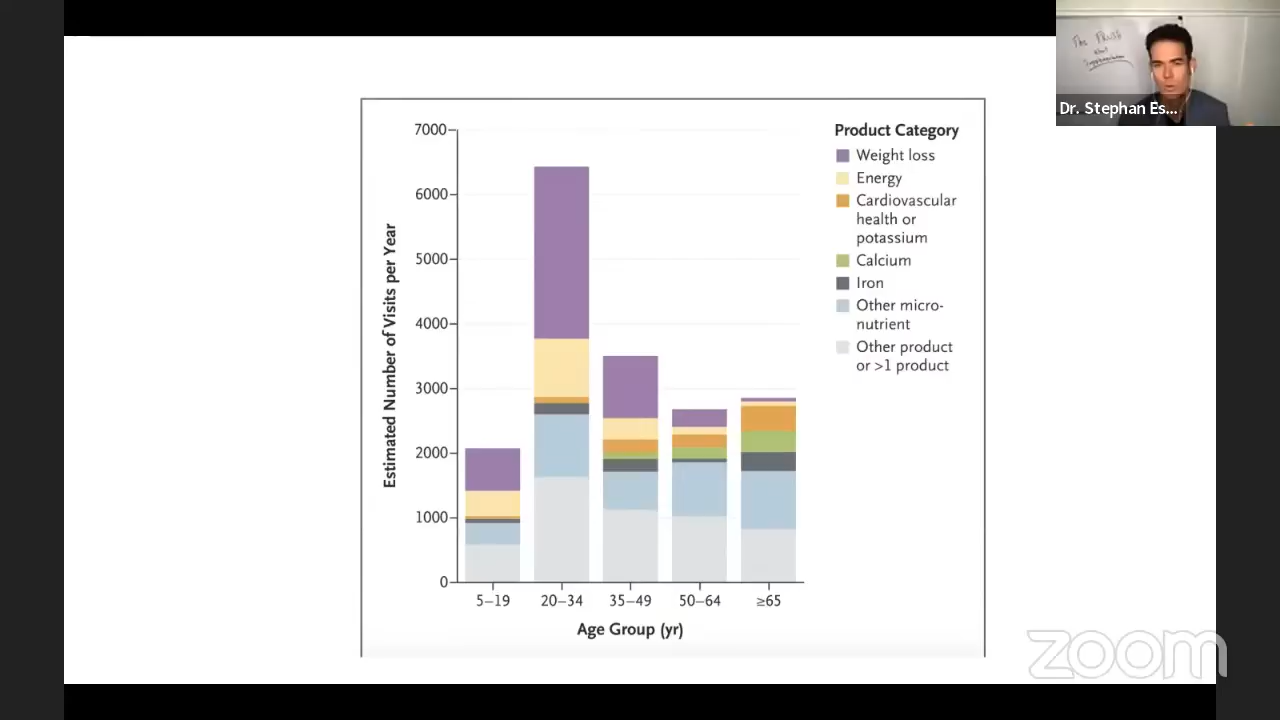 Dr. Stephan Es...
7000
6000
5000
4000
3000
2000
1000
0
Estimated Number of Visits per Year
5–19
20–34
35–49
50–64
≥65
Age Group (yr)
Product Category
Weight loss
Energy
Cardiovascular
health or
potassium
Calcium
Iron
Other micro-
nutrient
Other product
or >1 product
zoom